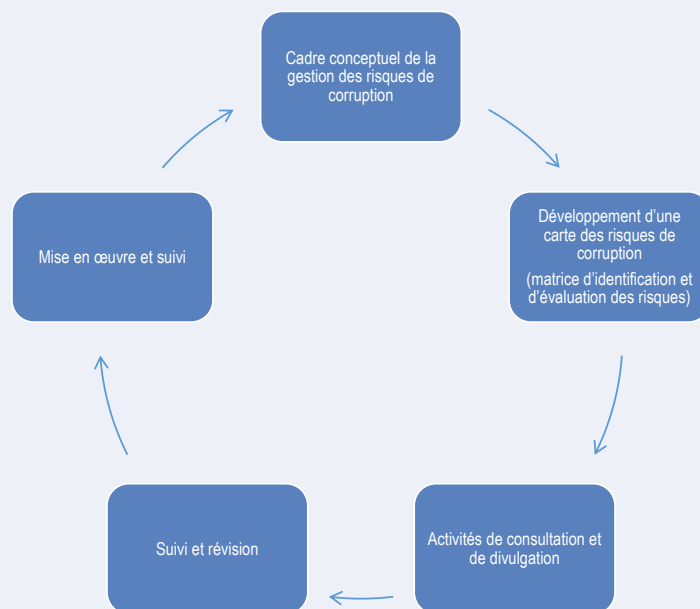 Cadre conceptuel de la
gestion des risques de
corruption
Développement d'une
carte des risques de
corruption
(matrice d'identification et
d'évaluation des risques)
Activités de consultation et
de divulgation
Suivi et révision
Mise en œuvre et suivi